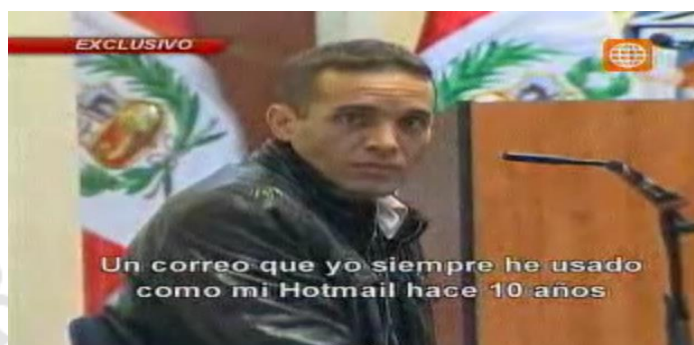 EXCLUSIVO
Un correo que yo siempre he usado
como mi Hotmail hace 10 años